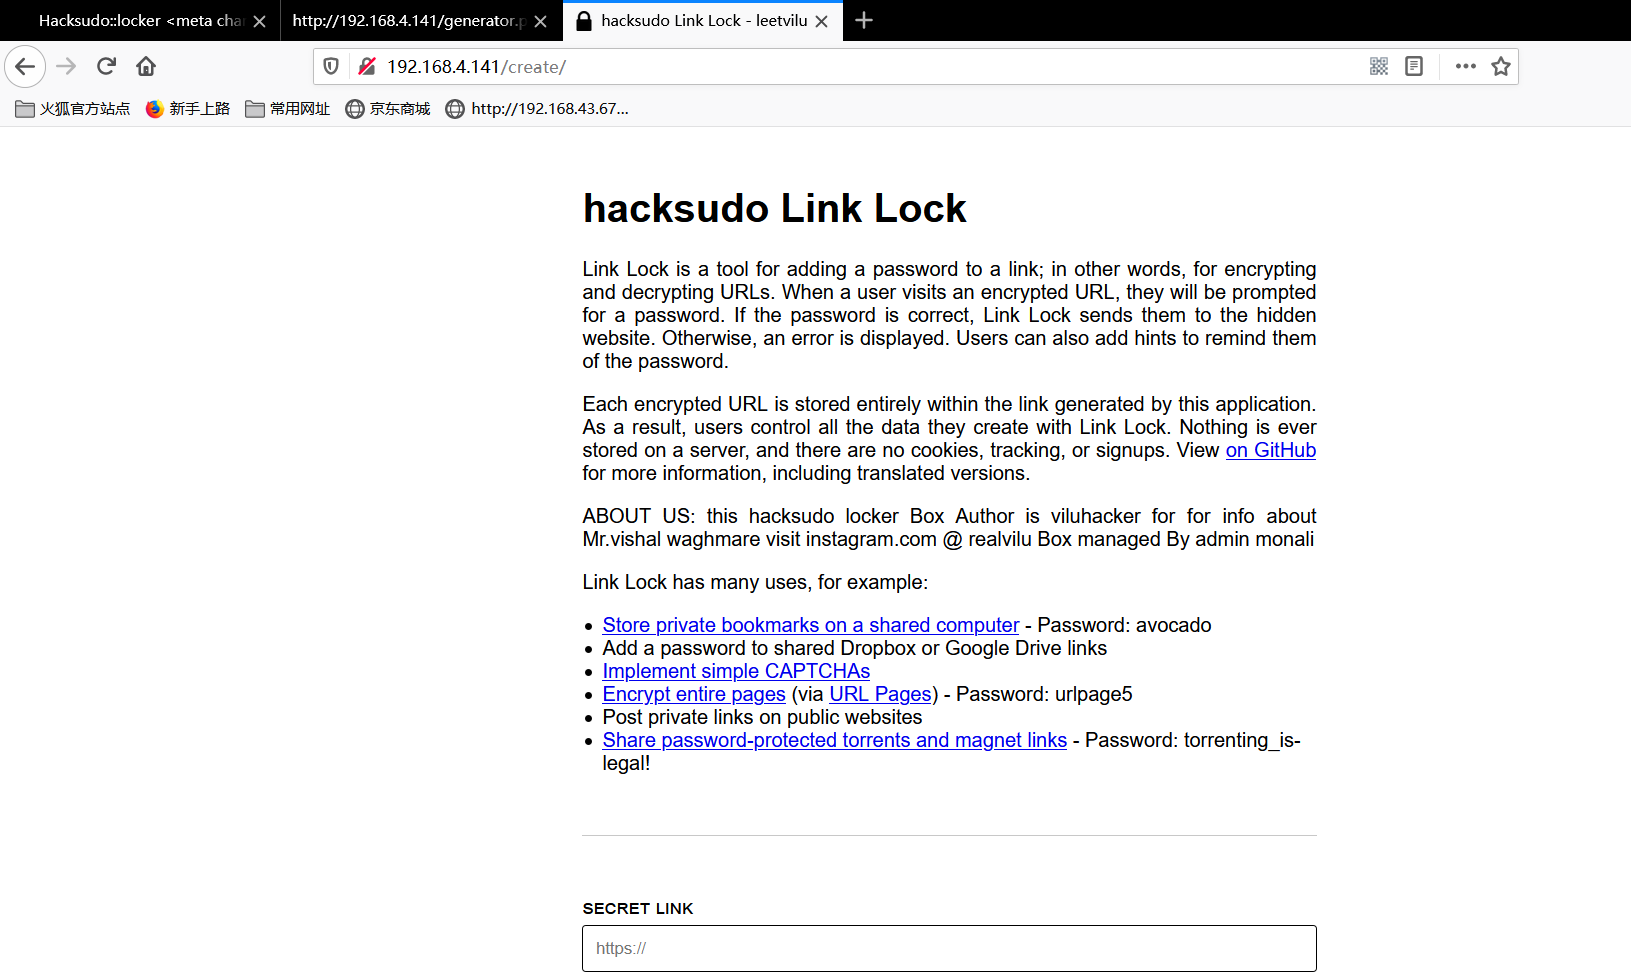 Hacksudo::locker <meta cha
http://192.168.4.141/generator.p
hacksudo Link Lock - leetvilu
192.168.4.141/create/
火狐官方站点
新手上路
常用网址
京东商城
http://192.168.43.67...
hacksudo Link Lock
Link Lock is a tool for adding a password to a link; in other words, for encrypting
and decrypting URLs. When a user visits an encrypted URL, they will be prompted
for a password. If the password is correct, Link Lock sends them to the hidden
website. Otherwise, an error is displayed. Users can also add hints to remind them
of the password.
Each encrypted URL is stored entirely within the link generated by this application.
As a result, users control all the data they create with Link Lock. Nothing is ever
stored on a server, and there are no cookies, tracking, or signups. View on GitHub
for more information, including translated versions.
ABOUT US: this hacksudo locker Box Author is viluhacker for for info about
Mr.vishal waghmare visit instagram.com @ realvilu Box managed By admin monali
Link Lock has many uses, for example:
Store private bookmarks on a shared computer - Password: avocado
Add a password to shared Dropbox or Google Drive links
Implement simple CAPTCHAs
Encrypt entire pages (via URL Pages) - Password: urlpage5
Post private links on public websites
Share password-protected torrents and magnet links - Password: torrenting_is-
legal!
SECRET LINK
https://